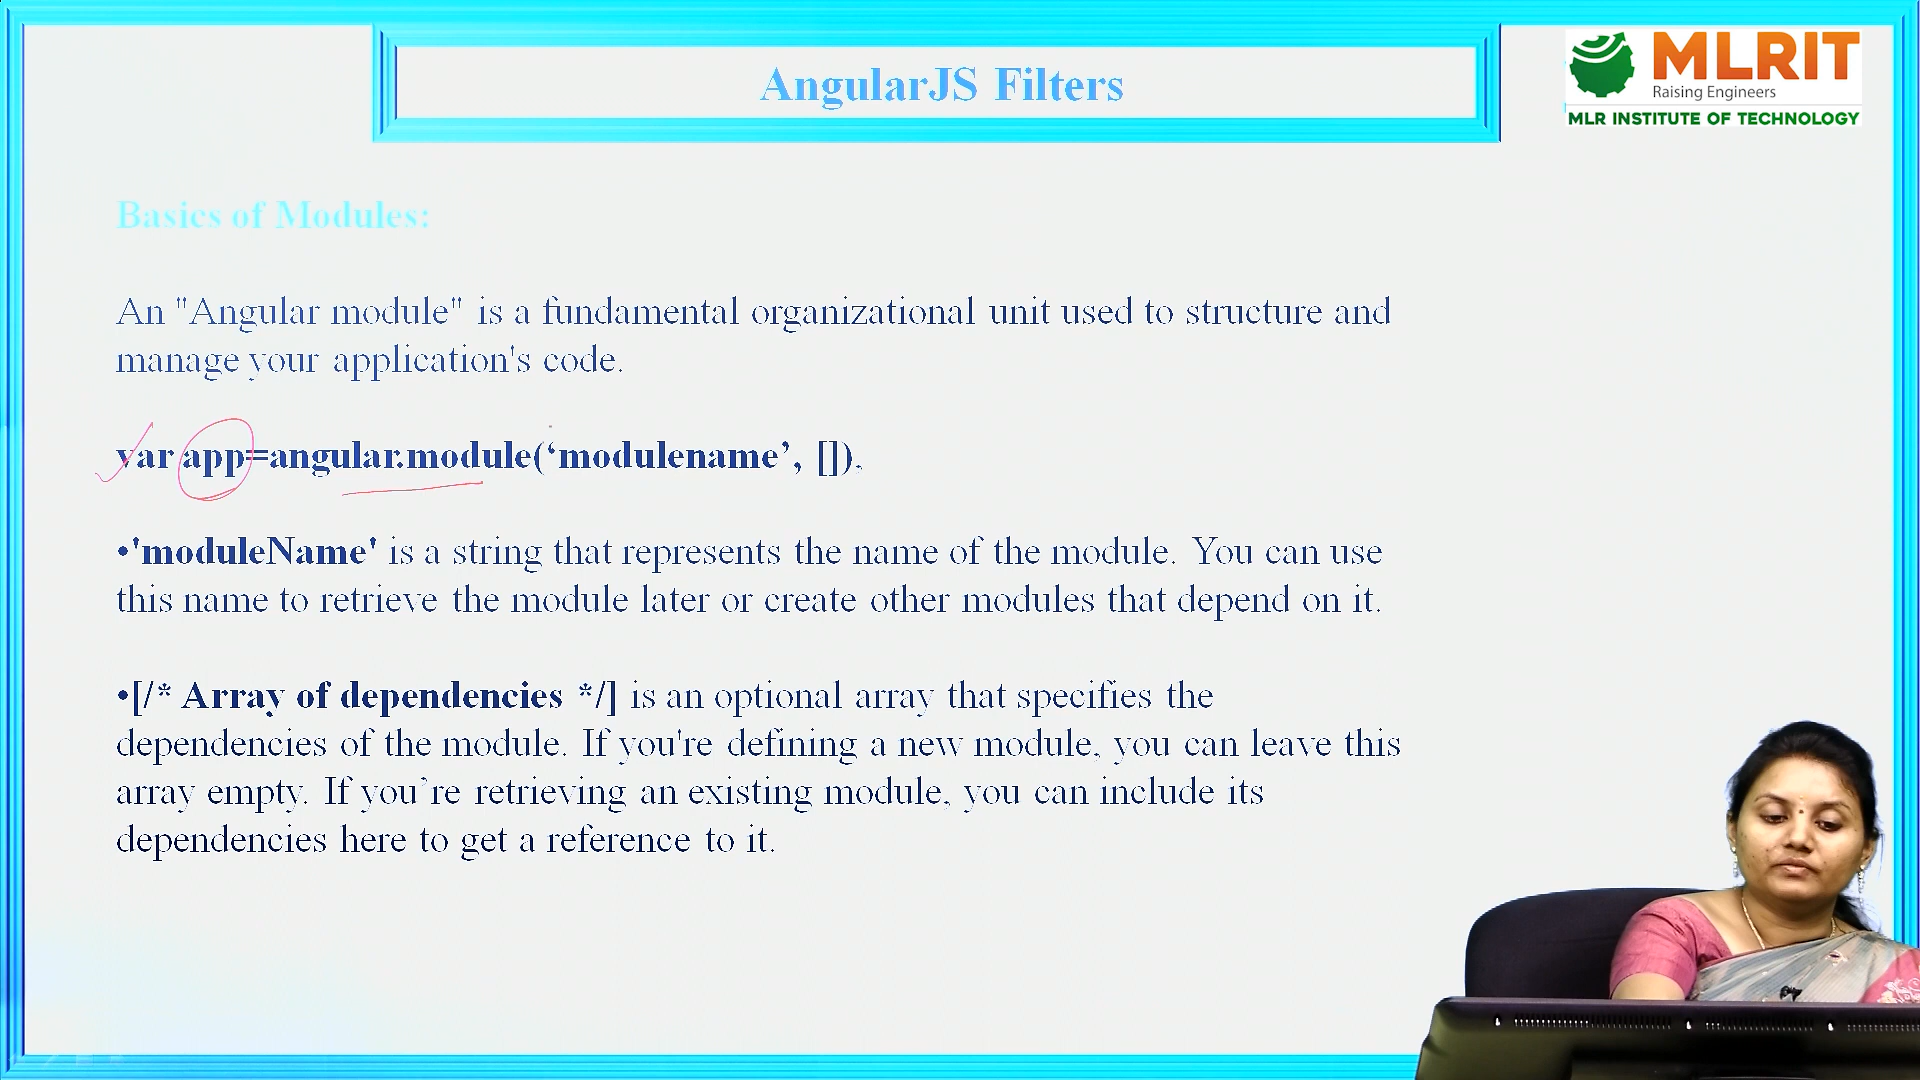 AngularJS Filters
MLRIT
Raising Engineers
MLR INSTITUTE OF TECHNOLOGY
Basics of Modules:
An "Angular module" is a fundamental organizational unit used to structure and
manage your application's code.
var app=angular.module(‘modulename’, []),
•'moduleName' is a string that represents the name of the module. You can use
this name to retrieve the module later or create other modules that depend on it.
•[/* Array of dependencies */] is an optional array that specifies the
dependencies of the module. If you're defining a new module, you can leave this
array empty. If you’re retrieving an existing module, you can include its
dependencies here to get a reference to it.